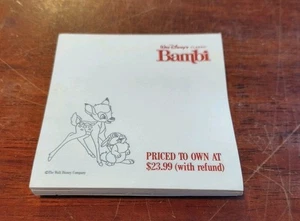 Walt Disney's
Bambi
PRICED TO OWN AT
$23.99 (with refund)
©The Walt Disney Company